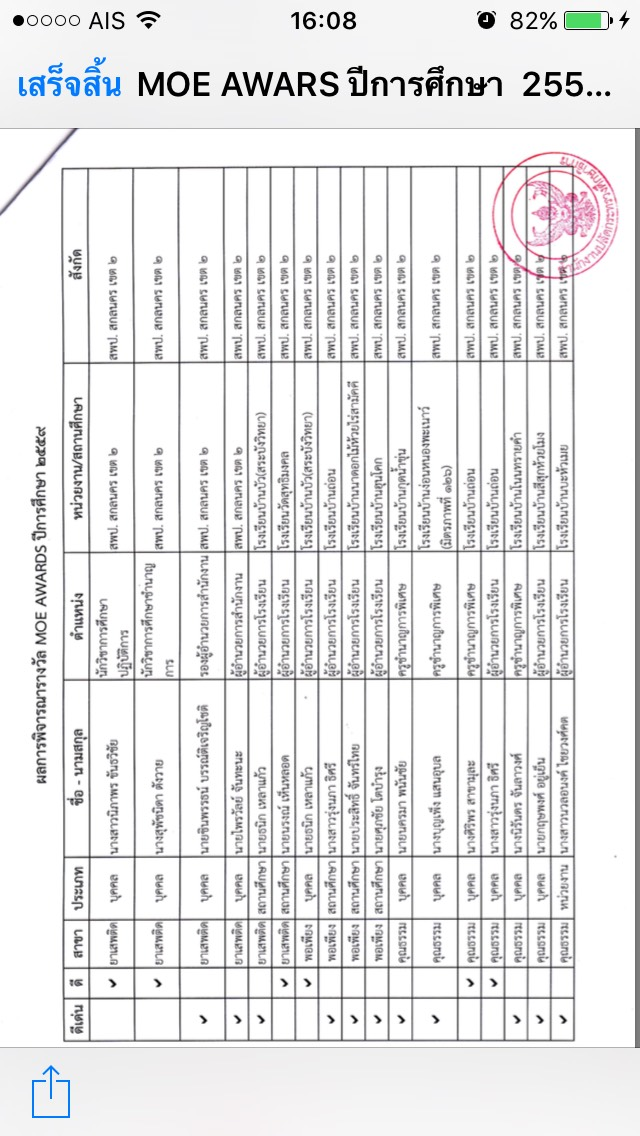 AIS 16:08 82%
เสร็จสิ้น MOE AWARS ปีการศึกษา 255...
ผลการพิจารณารางวัล MOE AWARDS ปีการศึกษา ๒๕๕๙
ดีเด่น ดี สาขา ประเภท ชื่อ - นามสกุล ตำแหน่ง หน่วยงาน/สถานศึกษา สังกัด
✓ ยาเสพติด บุคคล นางสาวนิภาพร ขันธวิชัย นักวิชาการศึกษา สพป. สกลนคร เขต ๒ สพป. สกลนคร เขต ๒
ปฏิบัติการ
✓ ยาเสพติด บุคคล นางสุพัชนิดา ดังวาย นักวิชาการศึกษาชำนาญ สพป. สกลนคร เขต ๒ สพป. สกลนคร เขต ๒
การ
✓ ยาเสพติด บุคคล นายชินพรรธน์ บรรณ์ติเจริญโชติ รองผู้อำนวยการสำนักงาน สพป. สกลนคร เขต ๒ สพป. สกลนคร เขต ๒
✓ ยาเสพติด บุคคล นายไพรวัลย์ จันทะนะ ผู้อำนวยการสำนักงาน สพป. สกลนคร เขต ๒ สพป. สกลนคร เขต ๒
✓ ยาเสพติด สถานศึกษา นายธนิก เหลาแก้ว ผู้อำนวยการโรงเรียน โรงเรียนบ้านบัว(สระบังวิทยา) สพป. สกลนคร เขต ๒
✓ ยาเสพติด สถานศึกษา นายนรงณ์ เห็นหลอด ผู้อำนวยการโรงเรียน โรงเรียนวัดสุทธิมงคล สพป. สกลนคร เขต ๒
✓ พอเพียง บุคคล นายธนิก เหลาแก้ว ผู้อำนวยการโรงเรียน โรงเรียนบ้านบัว(สระบังวิทยา) สพป. สกลนคร เขต ๒
✓ พอเพียง สถานศึกษา นางสาวรุ่งนภา ธิศรี ผู้อำนวยการโรงเรียน โรงเรียนบ้านถ่อน สพป. สกลนคร เขต ๒
✓ พอเพียง สถานศึกษา นายประสิทธิ์ จันทร์ไทย ผู้อำนวยการโรงเรียน โรงเรียนบ้านนาดอกไม้ห้วยไร่สามัคคี สพป. สกลนคร เขต ๒
✓ พอเพียง สถานศึกษา นายศุภชัย โตบำรุง ผู้อำนวยการโรงเรียน โรงเรียนบ้านฮูนโคก สพป. สกลนคร เขต ๒
✓ คุณธรรม บุคคล นายนครมา พนันชัย ครูชำนาญการพิเศษ โรงเรียนบ้านกุดน้ำขุ่น สพป. สกลนคร เขต ๒
✓ คุณธรรม บุคคล นางบุญเพ็ง แสนอุบล ครูชำนาญการพิเศษ โรงเรียนบ้านง่อนหนองพะเนาว์ สพป. สกลนคร เขต ๒
(มิตรภาพที่ ๑๒๖)
✓ คุณธรรม บุคคล นางศิริพร สาขามุละ ครูชำนาญการพิเศษ โรงเรียนบ้านถ่อน สพป. สกลนคร เขต ๒
✓ คุณธรรม บุคคล นางสาวรุ่งนภา ธิศรี ผู้อำนวยการโรงเรียน โรงเรียนบ้านถ่อน สพป. สกลนคร เขต ๒
✓ คุณธรรม บุคคล นางนิรันดร จันลาวงศ์ ครูชำนาญการพิเศษ โรงเรียนบ้านโนนทรายคำ สพป. สกลนคร เขต ๒
✓ คุณธรรม บุคคล นายกฤษพงศ์ อยู่เย็น ผู้อำนวยการโรงเรียน โรงเรียนบ้านสีสุกห้วยโมง สพป. สกลนคร เขต ๒
✓ คุณธรรม หน่วยงาน นางสาวนวลอนงค์ ไชยวงศ์คต ผู้อำนวยการโรงเรียน โรงเรียนบ้านบะหัวเมย สพป. สกลนคร เขต ๒